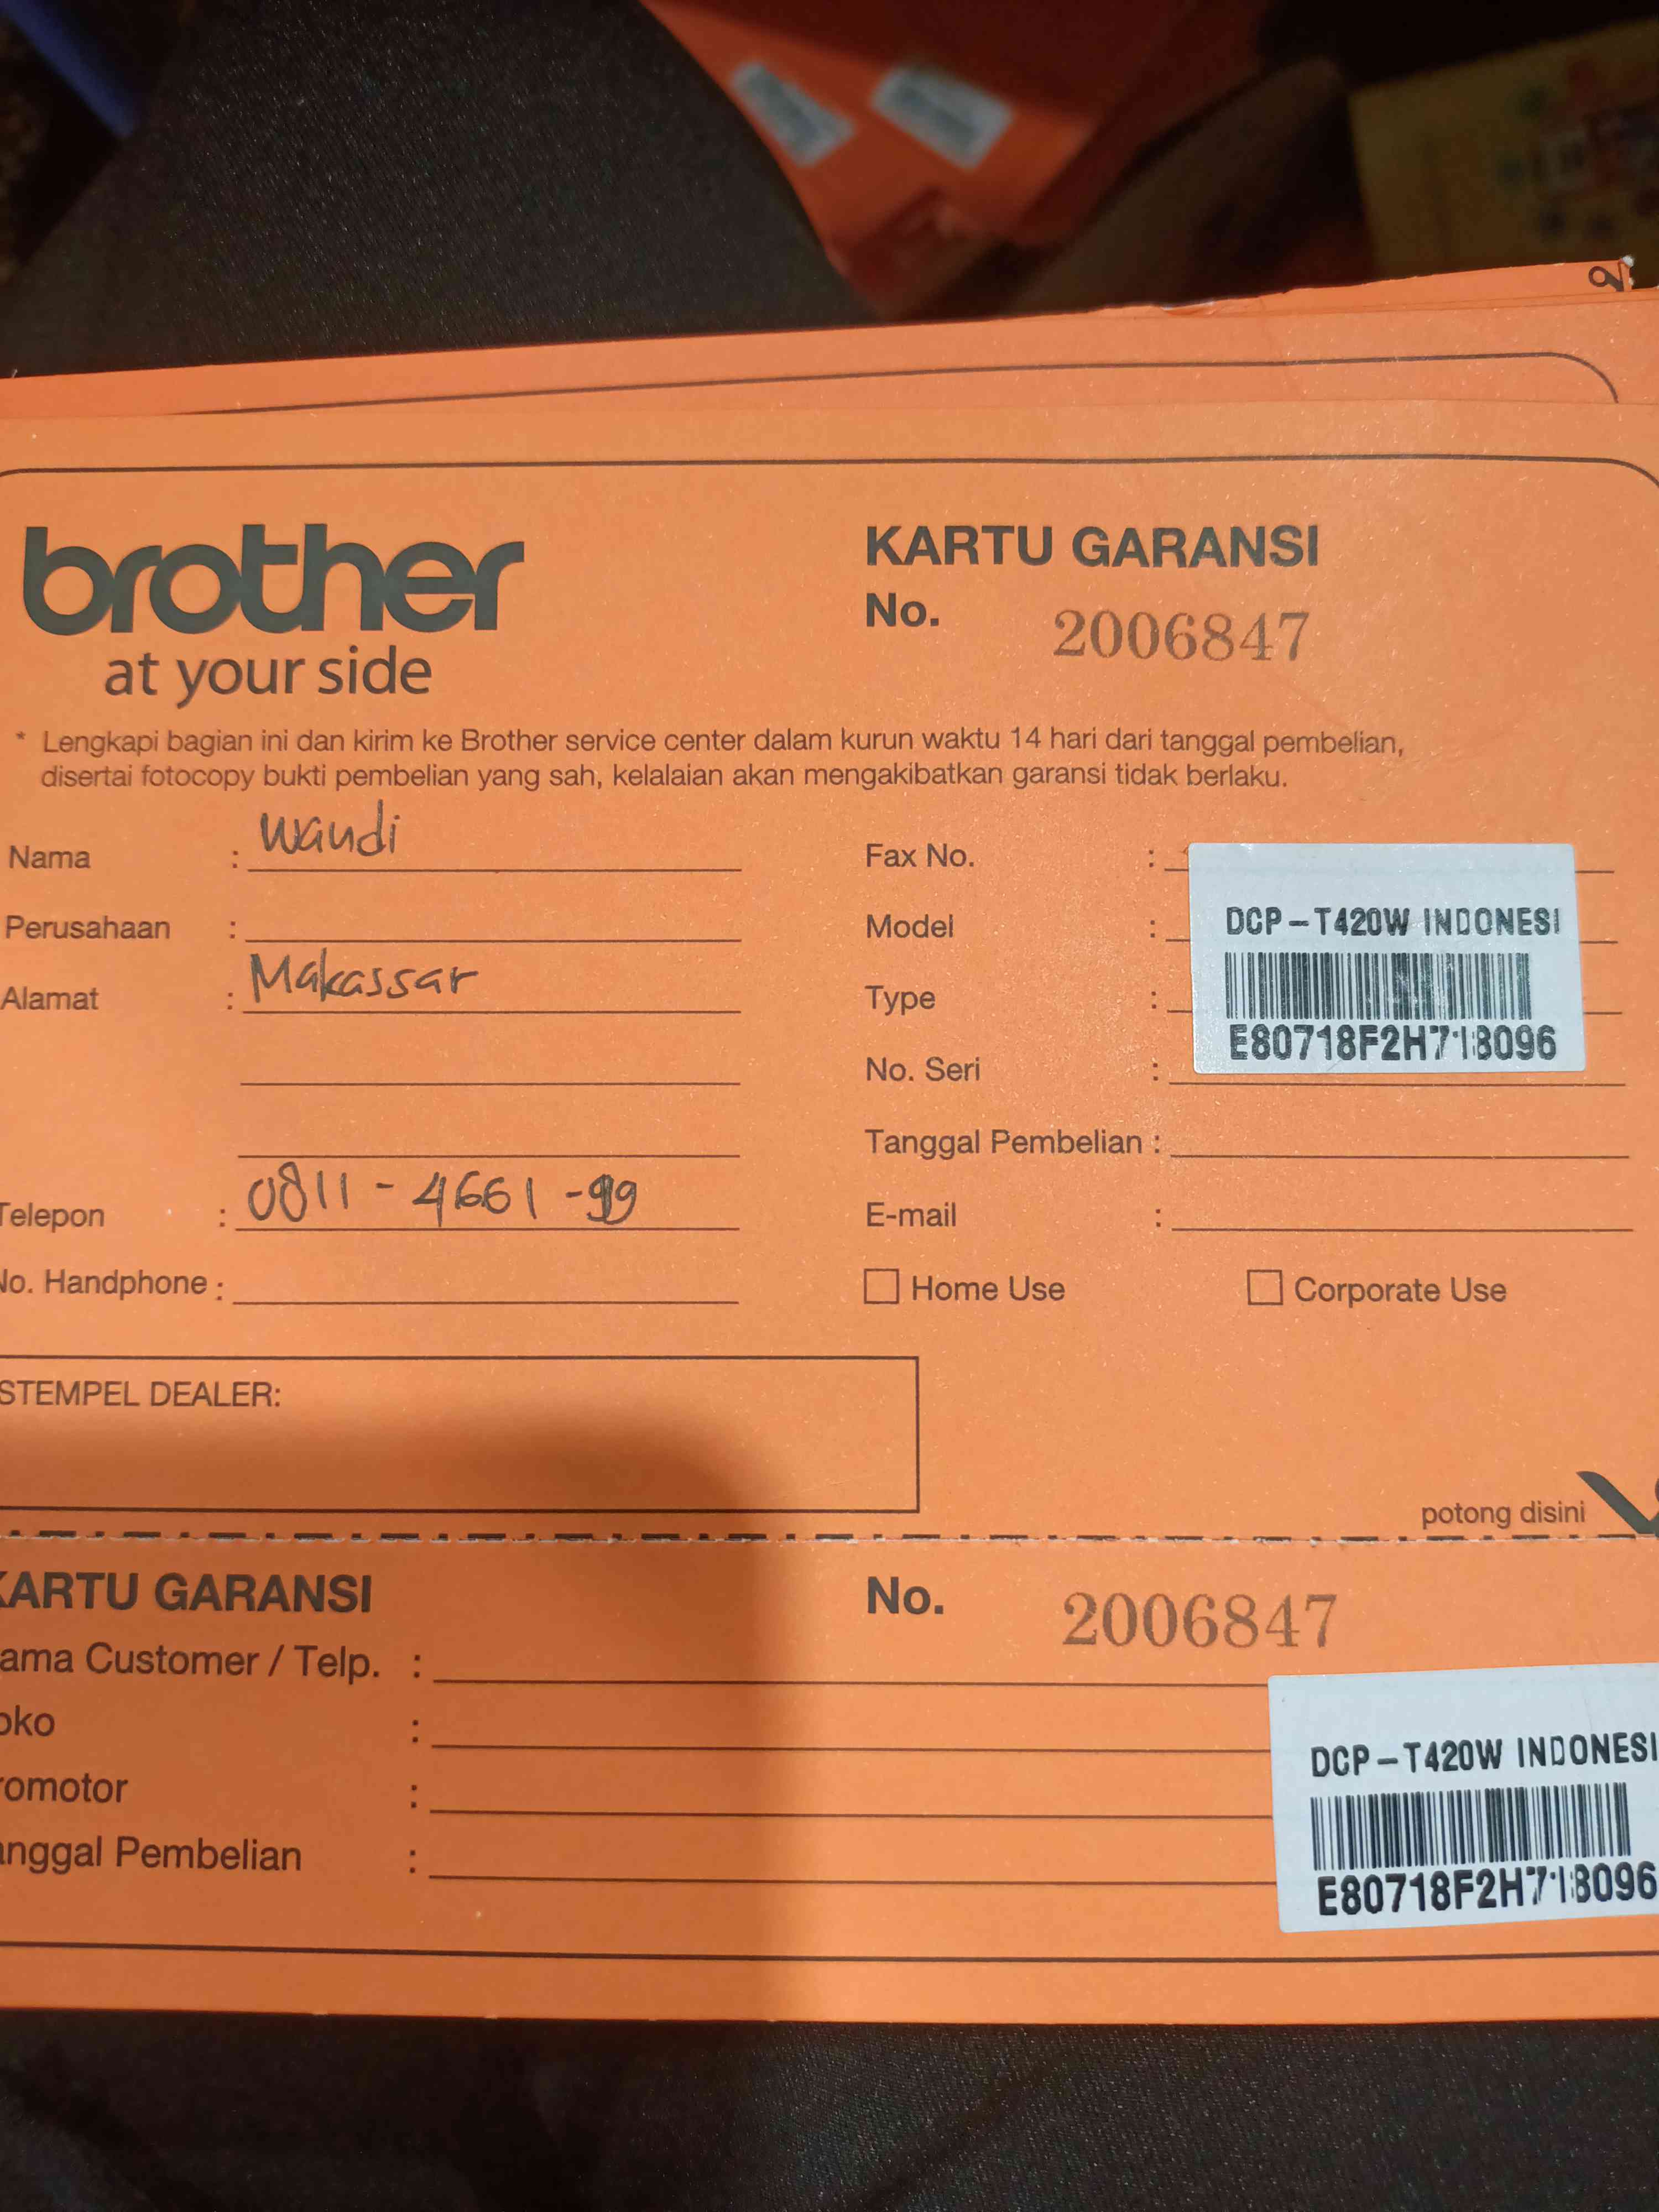 brother
at your side
KARTU GARANSI
No. 2006847
* Lengkapi bagian ini dan kirim ke Brother service center dalam kurun waktu 14 hari dari tanggal pembelian,
disertai fotocopy bukti pembelian yang sah, kelalaian akan mengakibatkan garansi tidak berlaku.
Nama : Wandi
Perusahaan :
Alamat : Makassar
Telepon : 0811 - 4661 - 99
No. Handphone :
Fax No. :
Model :
Type :
No. Seri :
DCP-T420W INDONESI
E80718F2H718096
Tanggal Pembelian :
E-mail :
Home Use
Corporate Use
STEMPEL DEALER:
potong disini
KARTU GARANSI
No. 2006847
ama Customer / Telp. :
oko :
romotor :
anggal Pembelian :
DCP-T420W INDONESI
E80718F2H718096